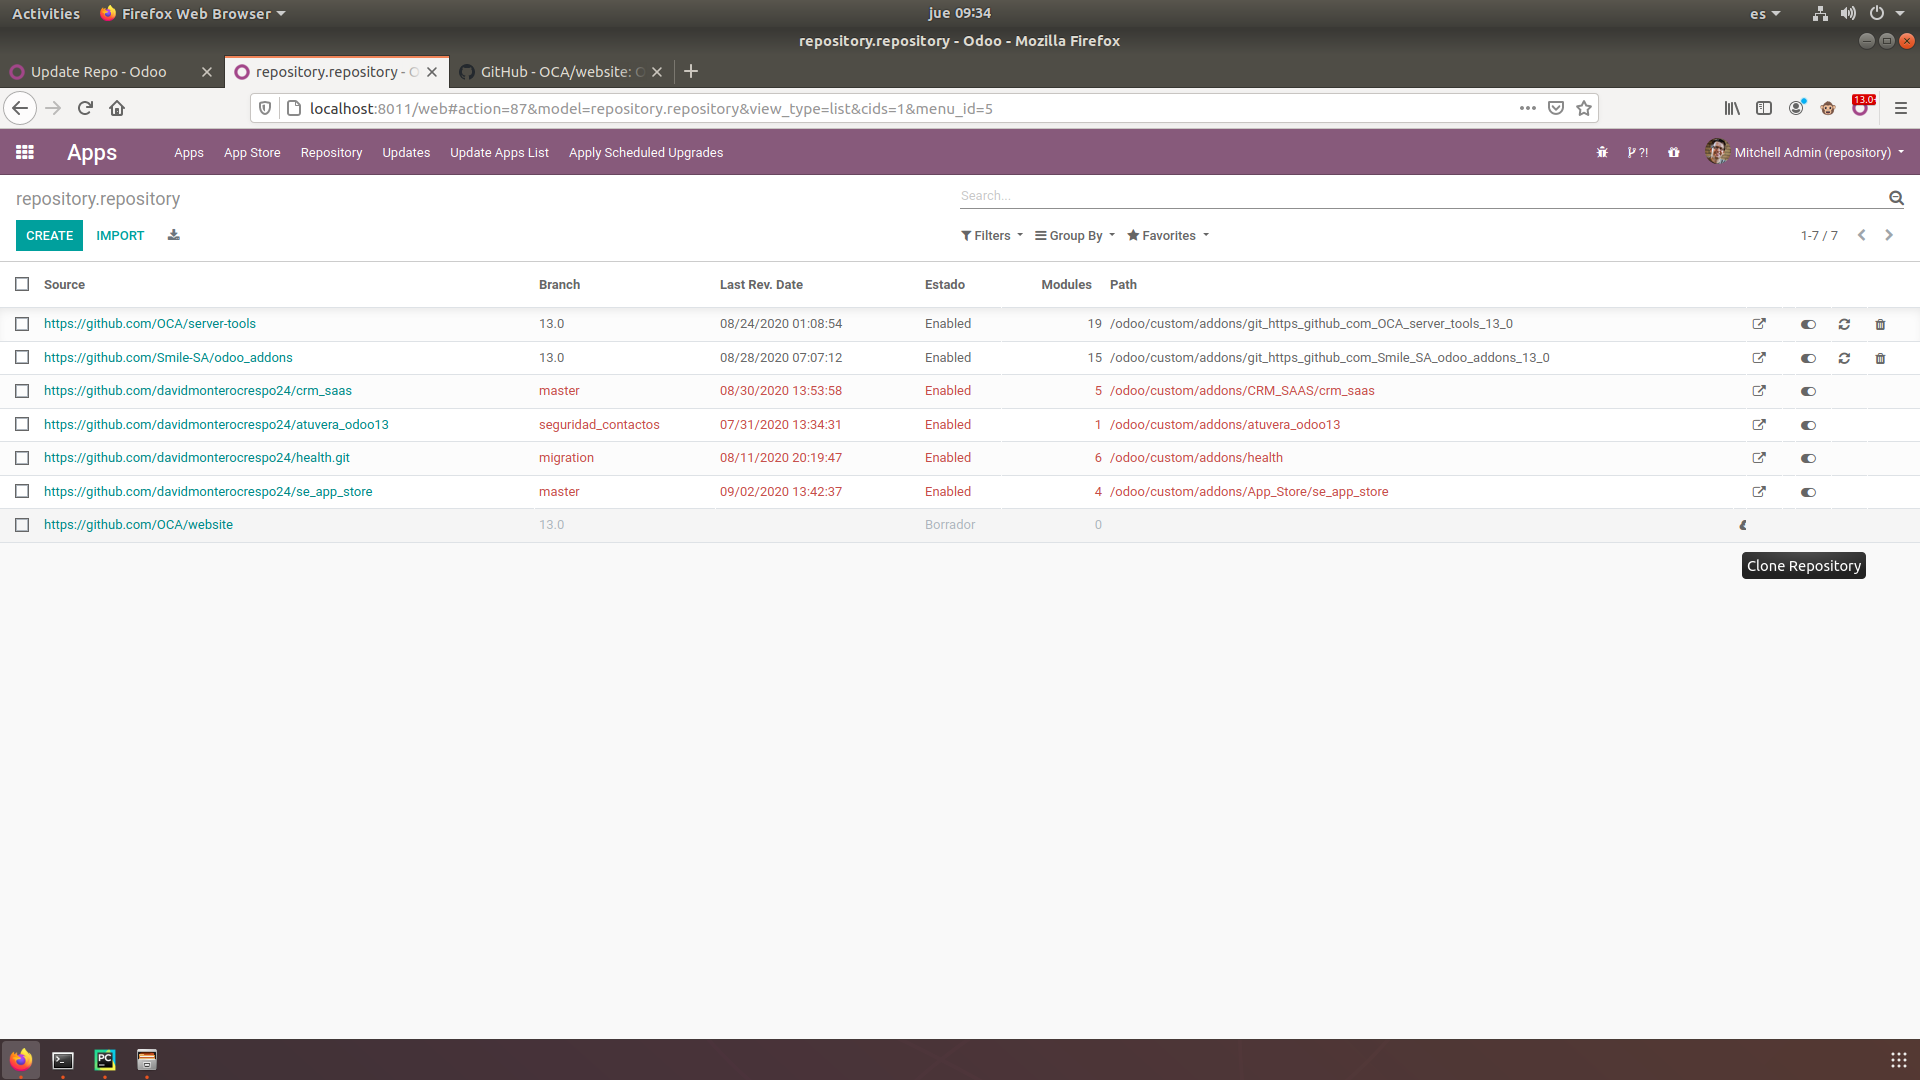 Activities Firefox Web Browser jue 09:34 es
repository.repository - Odoo - Mozilla Firefox
Update Repo - Odoo repository.repository - GitHub - OCA/website:
localhost:8011/web#action=87&model=repository.repository&view_type=list&cids=1&menu_id=5 13.0
Apps Apps App Store Repository Updates Update Apps List Apply Scheduled Upgrades ?! Mitchell Admin (repository)
repository.repository Search...
CREATE IMPORT Filters Group By Favorites 1-7 / 7
Source Branch Last Rev. Date Estado Modules Path
https://github.com/OCA/server-tools 13.0 08/24/2020 01:08:54 Enabled 19 /odoo/custom/addons/git_https_github_com_OCA_server_tools_13_0
https://github.com/Smile-SA/odoo_addons 13.0 08/28/2020 07:07:12 Enabled 15 /odoo/custom/addons/git_https_github_com_Smile_SA_odoo_addons_13_0
https://github.com/davidmonterocrespo24/crm_saas master 08/30/2020 13:53:58 Enabled 5 /odoo/custom/addons/CRM_SAAS/crm_saas
https://github.com/davidmonterocrespo24/atuvera_odoo13 seguridad_contactos 07/31/2020 13:34:31 Enabled 1 /odoo/custom/addons/atuvera_odoo13
https://github.com/davidmonterocrespo24/health.git migration 08/11/2020 20:19:47 Enabled 6 /odoo/custom/addons/health
https://github.com/davidmonterocrespo24/se_app_store master 09/02/2020 13:42:37 Enabled 4 /odoo/custom/addons/App_Store/se_app_store
https://github.com/OCA/website 13.0 Borrador 0
Clone Repository
PC